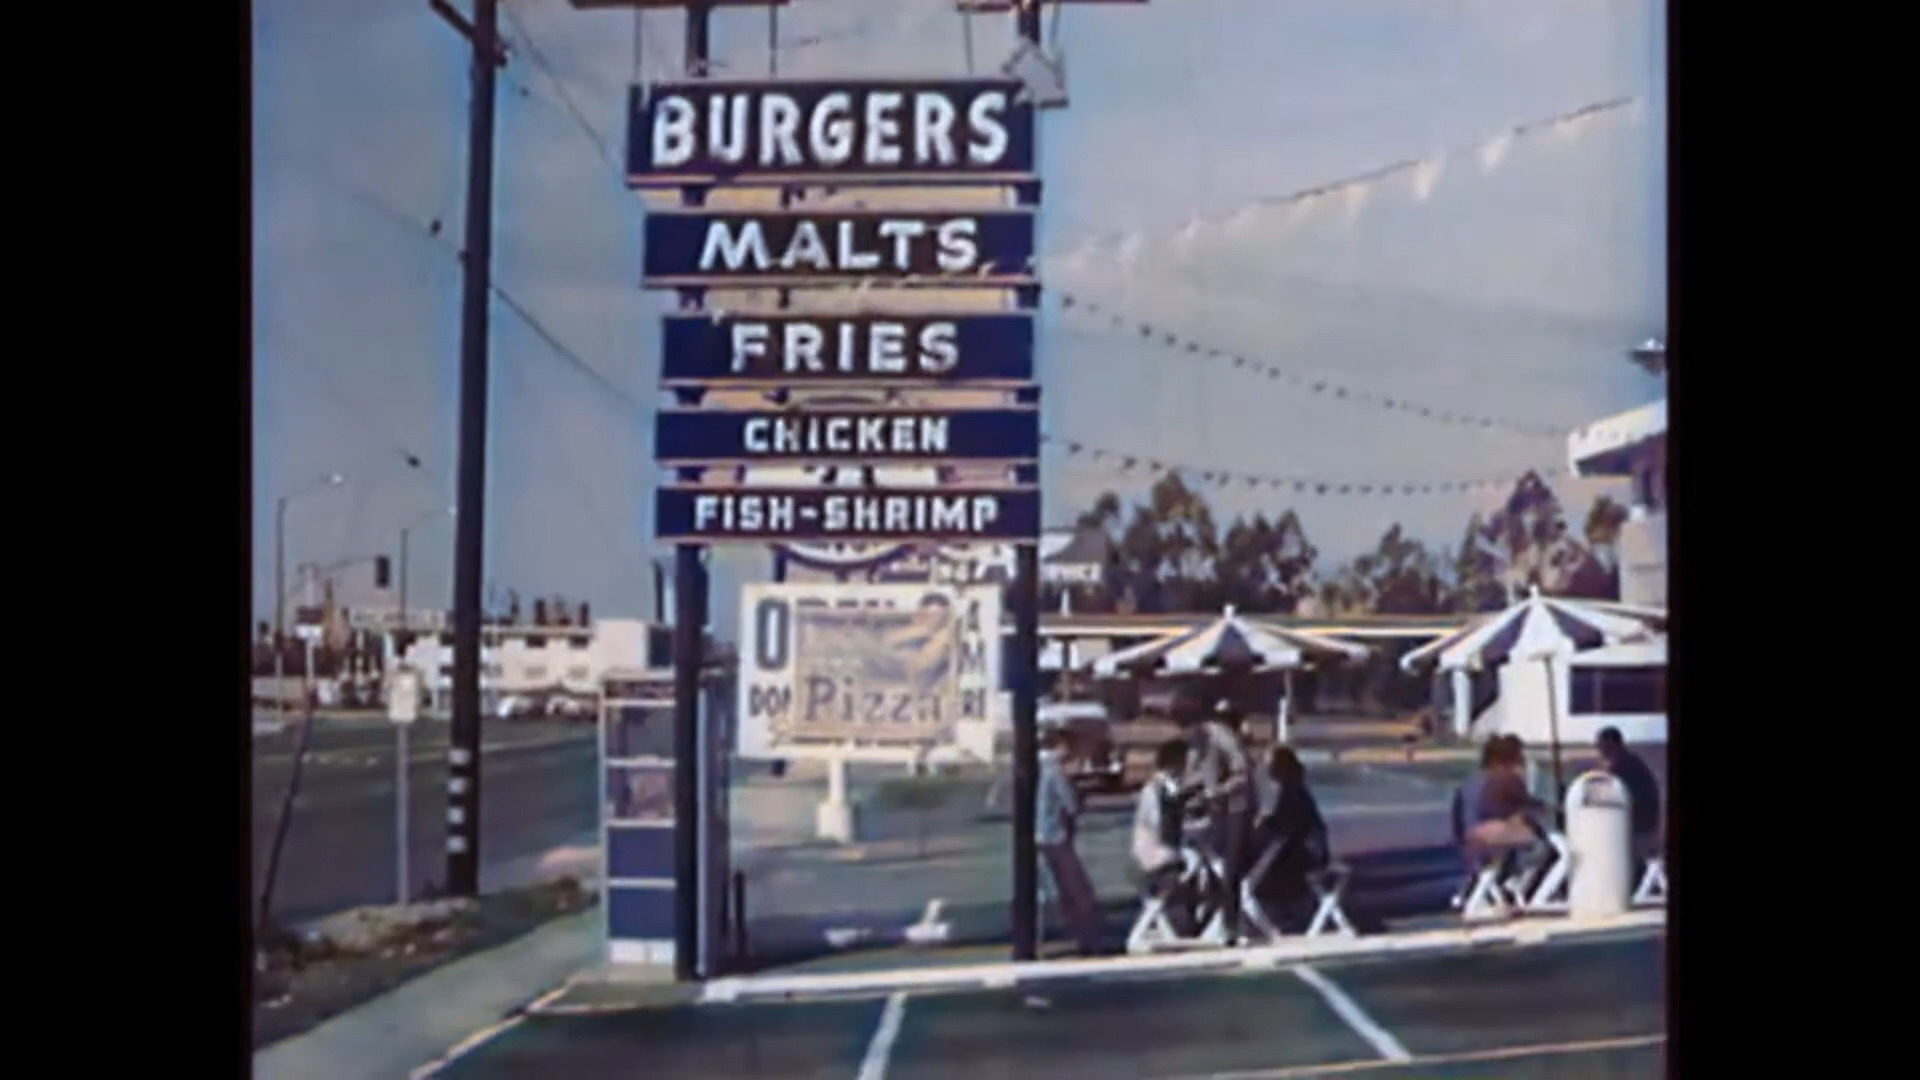 BURGERS
MALTS
FRIES
CHICKEN
FISH-SHRIMP
Pizza